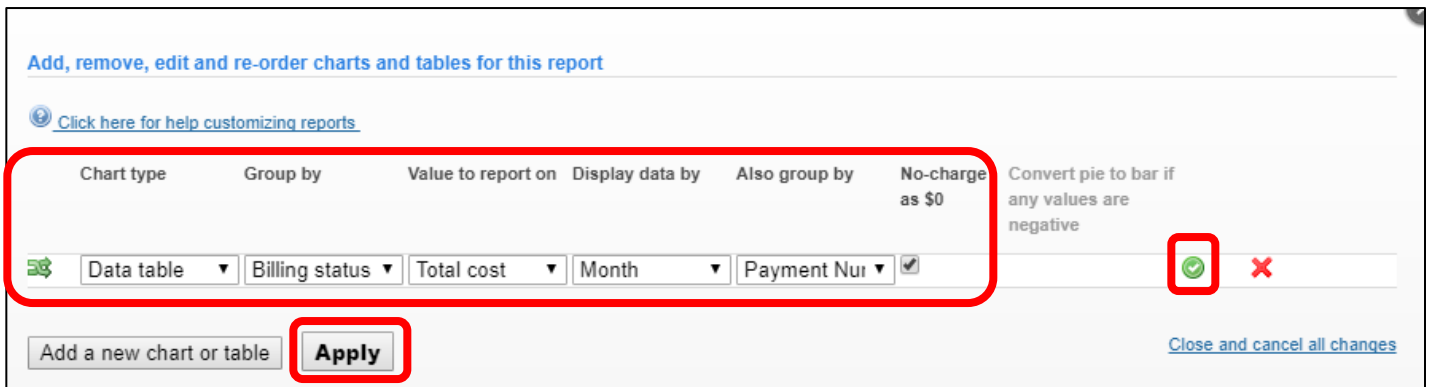 Add, remove, edit and re-order charts and tables for this report
Click here for help customizing reports
Chart type Group by Value to report on Display data by Also group by No-charge as $0 Convert pie to bar if any values are negative
Data table Billing status Total cost Month Payment Nur
Add a new chart or table Apply Close and cancel all changes